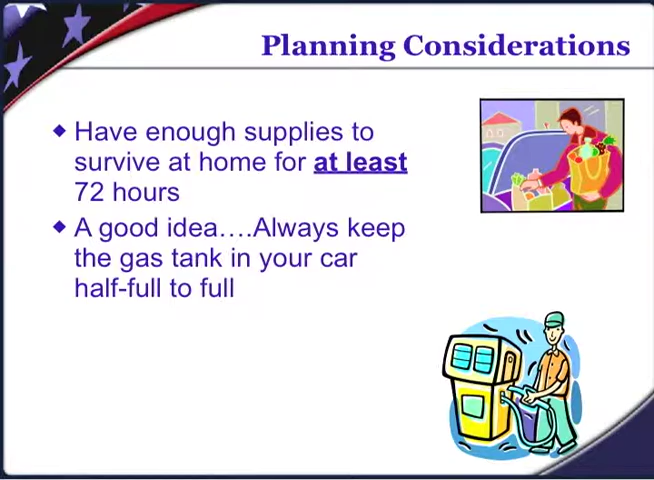 Planning Considerations
Have enough supplies to
survive at home for at least
72 hours
A good idea….Always keep
the gas tank in your car
half-full to full